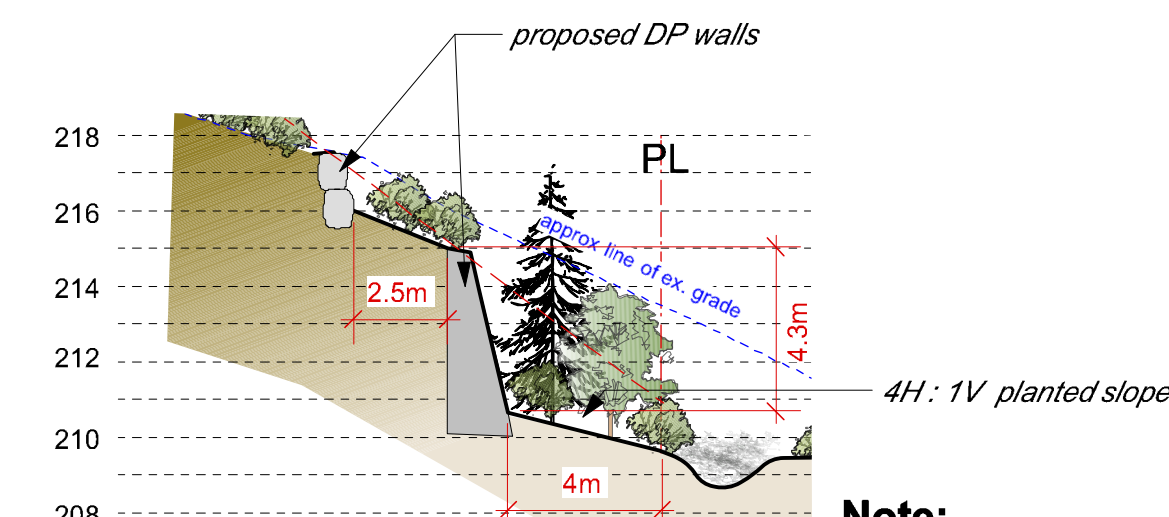 proposed DP walls
218
PL
216
approx line of ex. grade
214
2.5m
4.3m
212
4H : 1V planted slope
210
4m
208
Note: